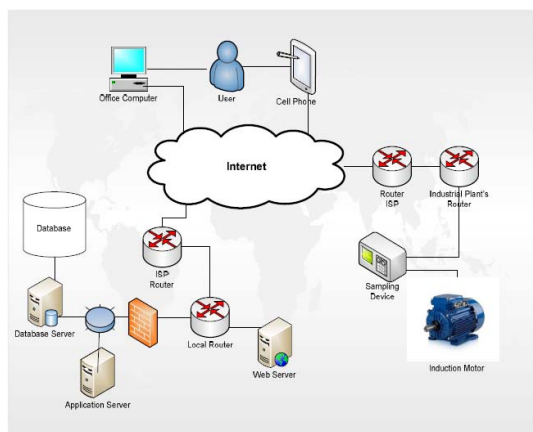 Office Computer
User
Cell Phone
Internet
Router
ISP
Industrial Plant's
Router
Database
ISP
Router
Sampling
Device
Database Server
Local Router
Web Server
Induction Motor
Application Server